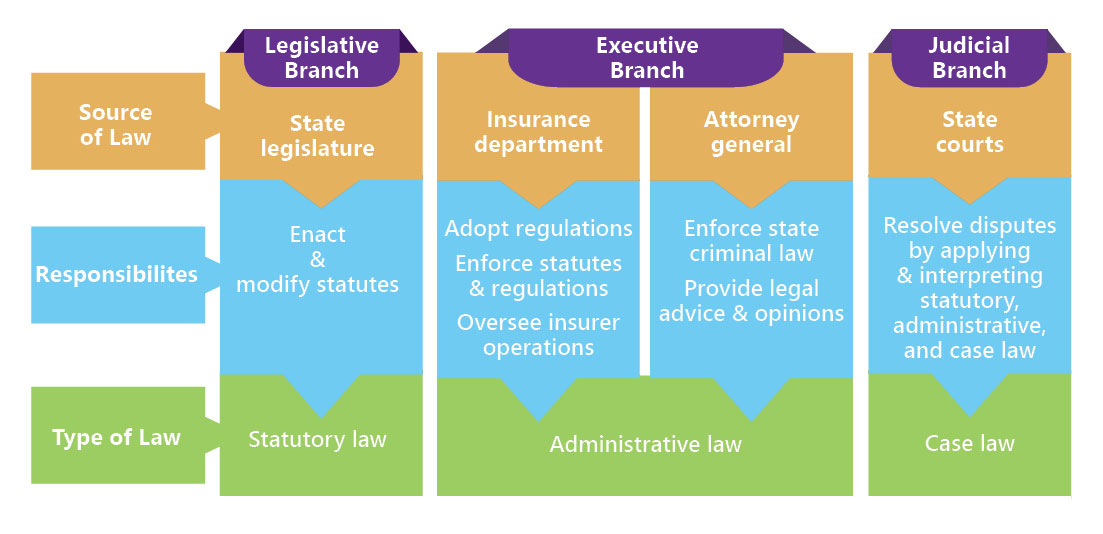 Legislative
Branch
Executive
Branch
Judicial
Branch
Source
of Law
State
legislature
Insurance
department
Attorney
general
State
courts
Responsibilites
Enact
&
modify statutes
Adopt regulations
Enforce statutes
& regulations
Oversee insurer
operations
Enforce state
criminal law
Provide legal
advice & opinions
Resolve disputes
by applying
& interpreting
statutory,
administrative,
and case law
Type of Law
Statutory law
Administrative law
Case law